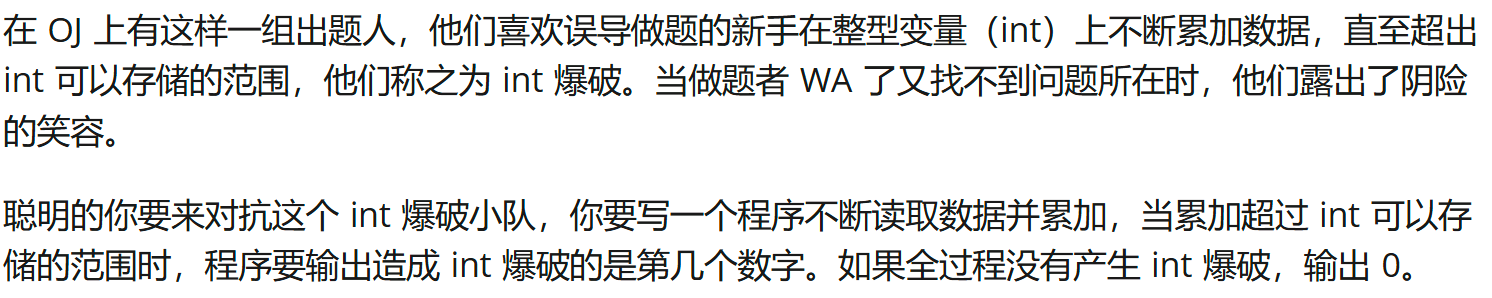 在 OJ 上有这样一组出题人，他们喜欢误导做题的新手在整型变量（int）上不断累加数据，直至超出
int 可以存储的范围，他们称之为 int 爆破。当做题者 WA 了又找不到问题所在时，他们露出了阴险
的笑容。
聪明的你要来对抗这个 int 爆破小队，你要写一个程序不断读取数据并累加，当累加超过 int 可以存
储的范围时，程序要输出造成 int 爆破的是第几个数字。如果全过程没有产生 int 爆破，输出 0。